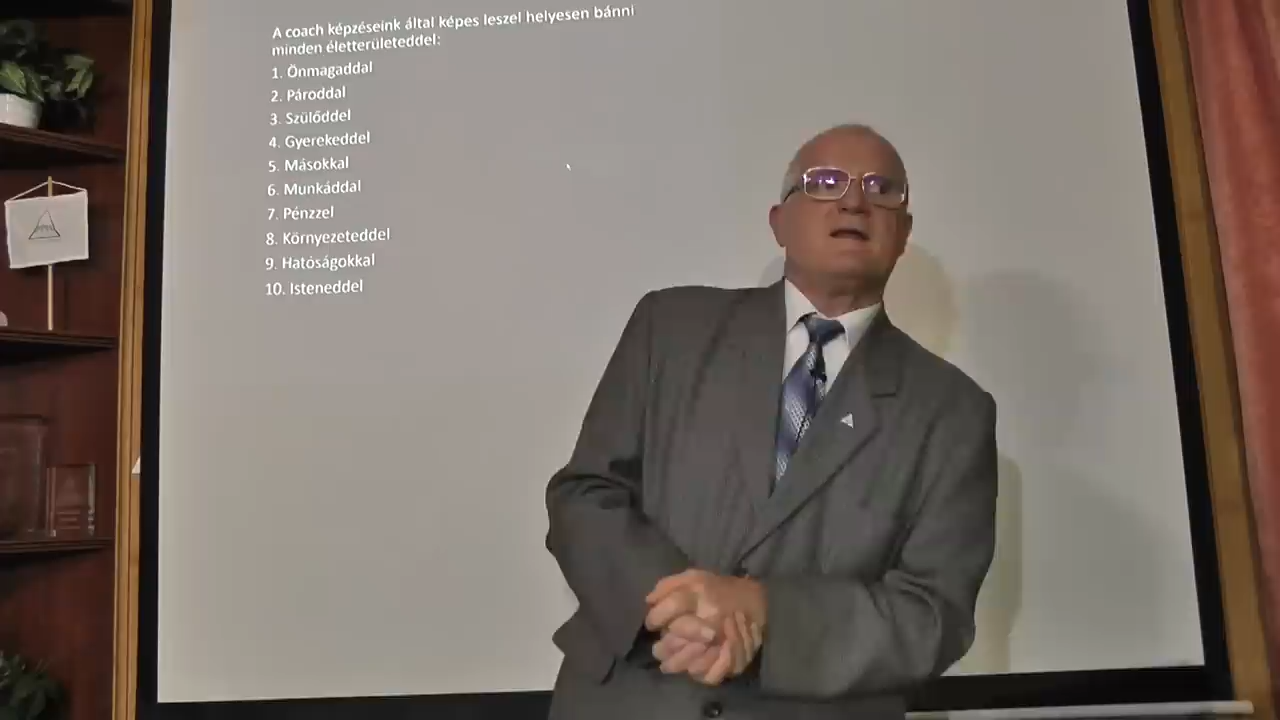 A coach képzéseink által képes leszel helyesen bánni
minden életterületeddel:
1. Önmagaddal
2. Pároddal
3. Szülőddel
4. Gyerekeddel
5. Másokkal
6. Munkáddal
7. Pénzzel
8. Környezeteddel
9. Hatóságokkal
10. Isteneddel